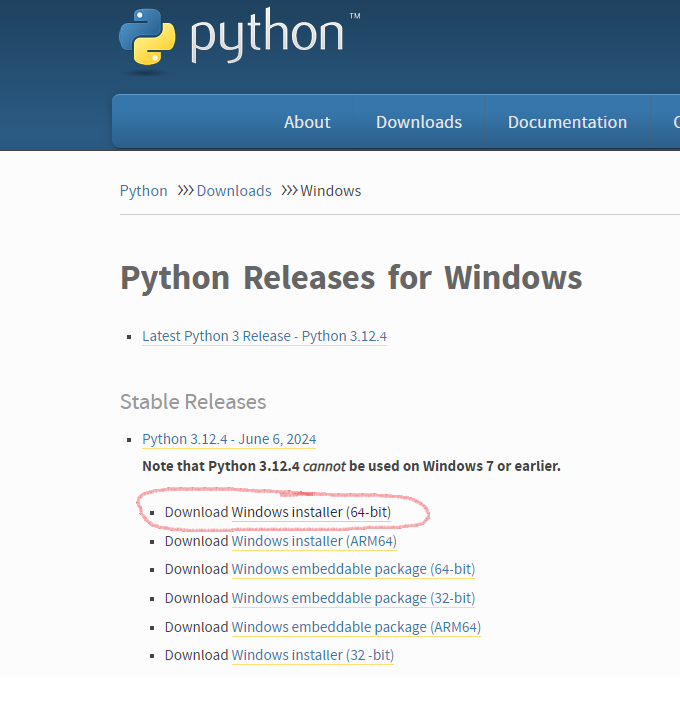 python™
About Downloads Documentation
Python >>> Downloads >>> Windows
Python Releases for Windows
Latest Python 3 Release - Python 3.12.4
Stable Releases
Python 3.12.4 - June 6, 2024
Note that Python 3.12.4 cannot be used on Windows 7 or earlier.
Download Windows installer (64-bit)
Download Windows installer (ARM64)
Download Windows embeddable package (64-bit)
Download Windows embeddable package (32-bit)
Download Windows embeddable package (ARM64)
Download Windows installer (32 -bit)